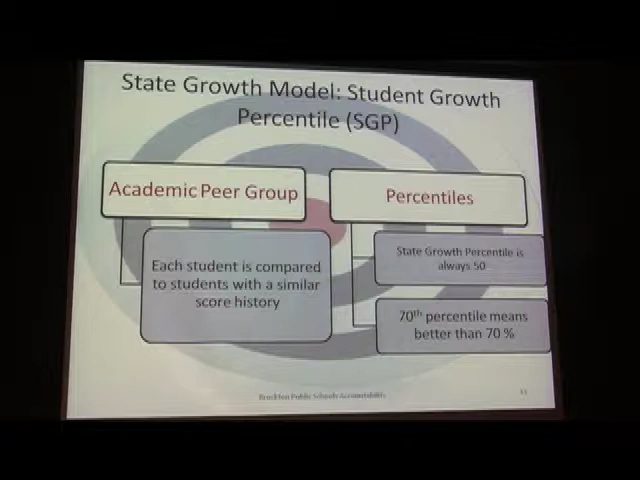 State Growth Model: Student Growth
Percentile (SGP)
Academic Peer Group
Percentiles
Each student is compared
to students with a similar
score history
State Growth Percentile is
always 50
70th percentile means
better than 70 %
Brockton Public Schools Accountability